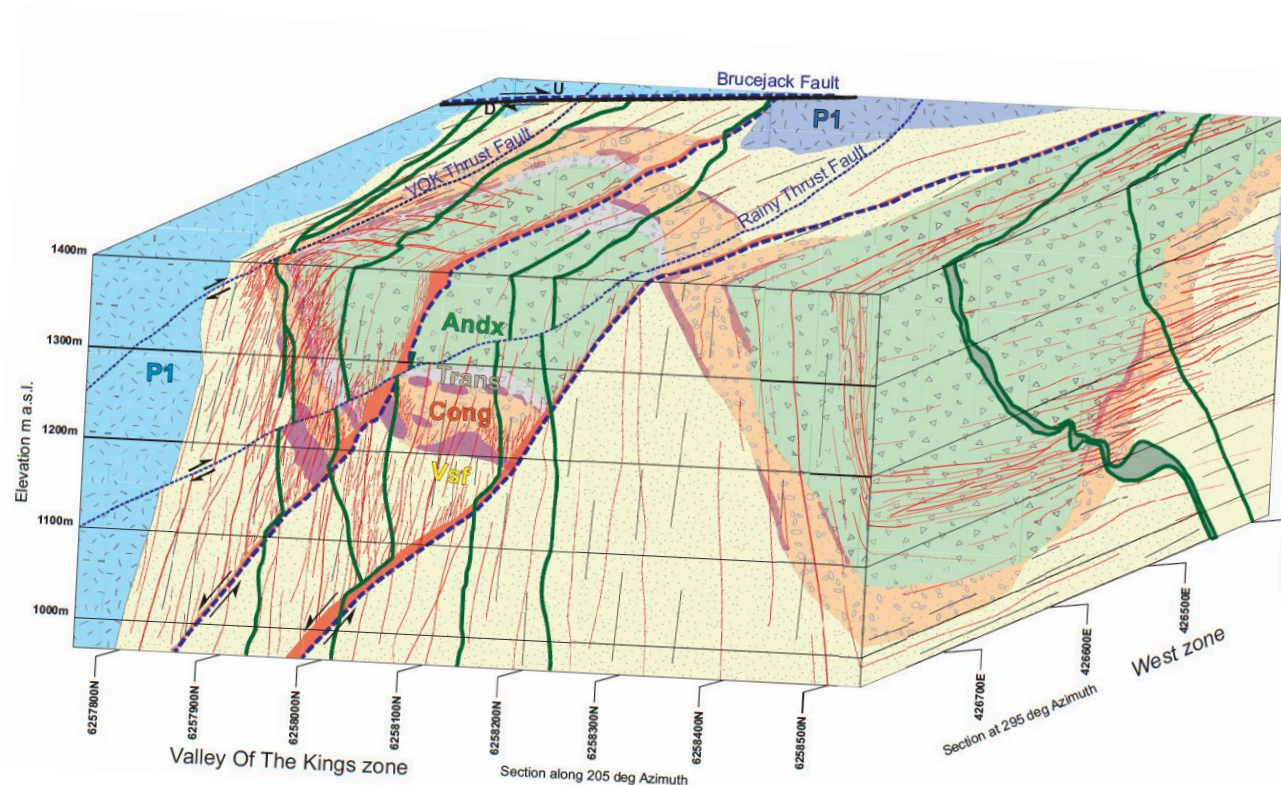 Brucejack Fault
U
D
P1
VOK Thrust Fault
Rainy Thrust Fault
1400m
1300m
1200m
1100m
1000m
Elevation m a.s.l.
P1
Andx
Trans
Cong
Vsf
6257800N
6257900N
6258000N
6258100N
6258200N
6258300N
6258400N
6258500N
426700E
426600E
426500E
Valley Of The Kings zone
Section along 205 deg Azimuth
Section at 295 deg Azimuth
West zone